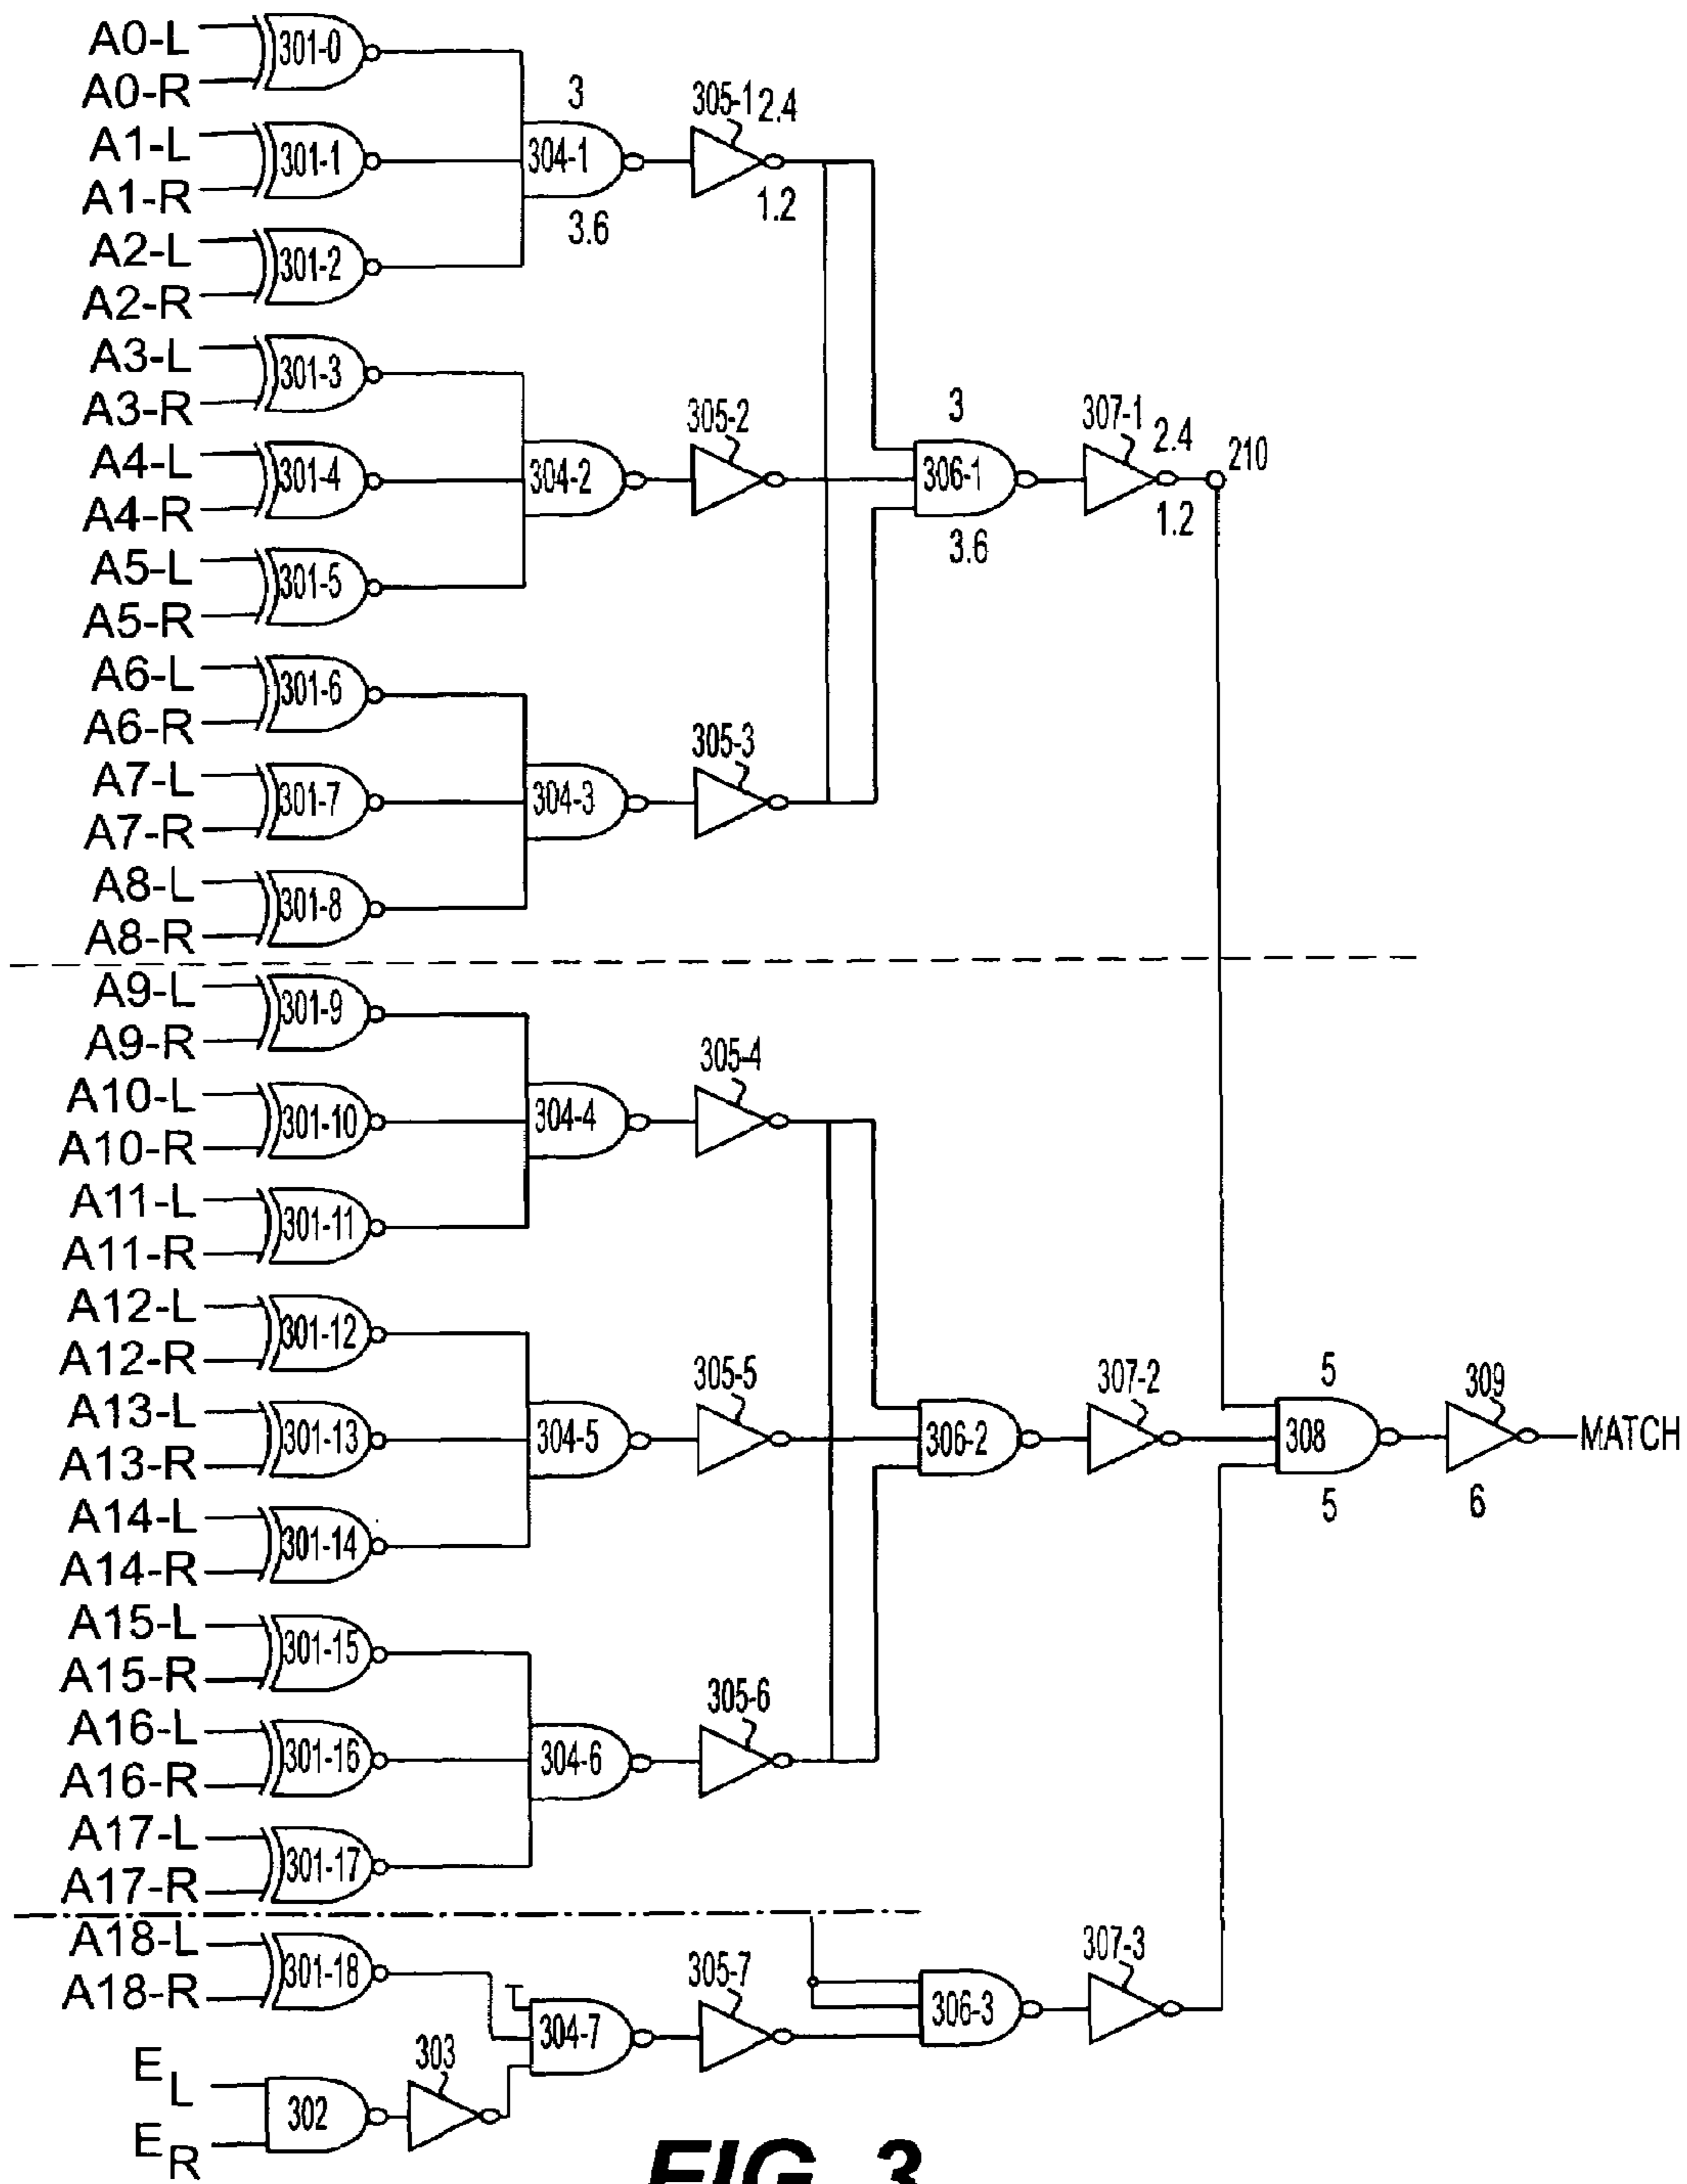 A0-L
301-0
A0-R
3
305-1
2.4
A1-L
301-1
304-1
A1-R
1.2
3.6
A2-L
301-2
A2-R
A3-L
301-3
A3-R
305-2
3
307-1
2.4
210
A4-L
301-4
304-2
306-1
A4-R
1.2
3.6
A5-L
301-5
A5-R
A6-L
301-6
A6-R
305-3
A7-L
301-7
304-3
A7-R
A8-L
301-8
A8-R
A9-L
301-9
A9-R
305-4
A10-L
301-10
304-4
A10-R
A11-L
301-11
A11-R
A12-L
301-12
A12-R
305-5
307-2
5
309
A13-L
301-13
304-5
306-2
308
MATCH
A13-R
5
6
A14-L
301-14
A14-R
A15-L
301-15
A15-R
305-6
A16-L
301-16
304-6
A16-R
A17-L
301-17
A17-R
A18-L
301-18
A18-R
305-7
307-3
306-3
304-7
303
EL
302
ER
FIG. 3